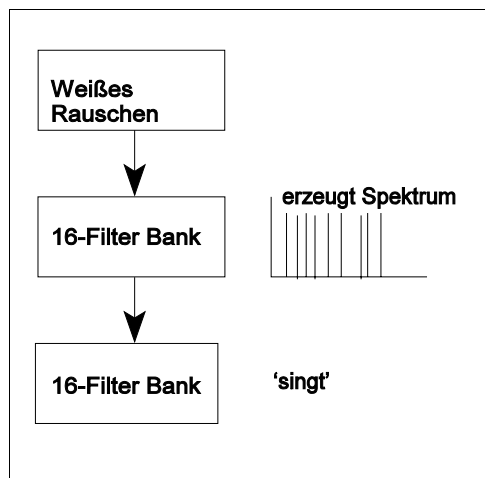 Weißes
Rauschen
erzeugt Spektrum
16-Filter Bank
16-Filter Bank
'singt'